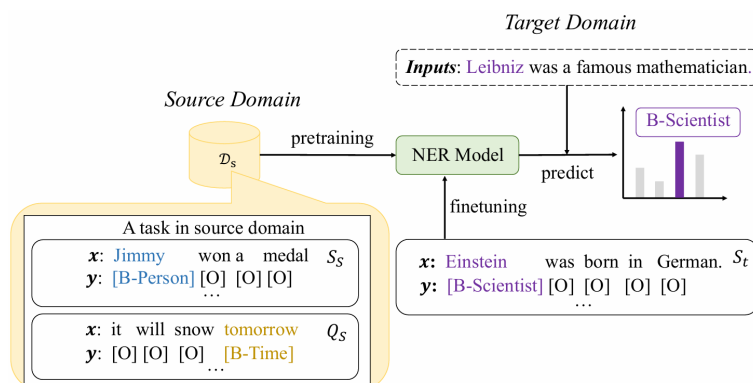 Target Domain
Inputs: Leibniz was a famous mathematician.
Source Domain
B-Scientist
𝒟s
pretraining
NER Model
predict
finetuning
A task in source domain
x: Jimmy won a medal S_S
y: [B-Person] [O] [O] [O]
...
x: it will snow tomorrow Q_S
y: [O] [O] [O] [B-Time]
...
x: Einstein was born in German. S_t
y: [B-Scientist] [O] [O] [O] [O]
...